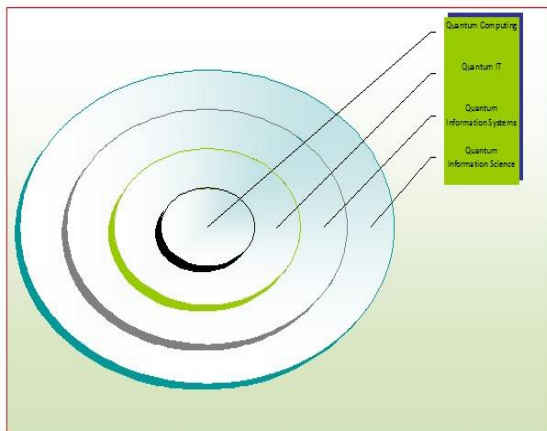 Quantum Computing
Quantum IT
Quantum
Information Systems
Quantum
Information Science